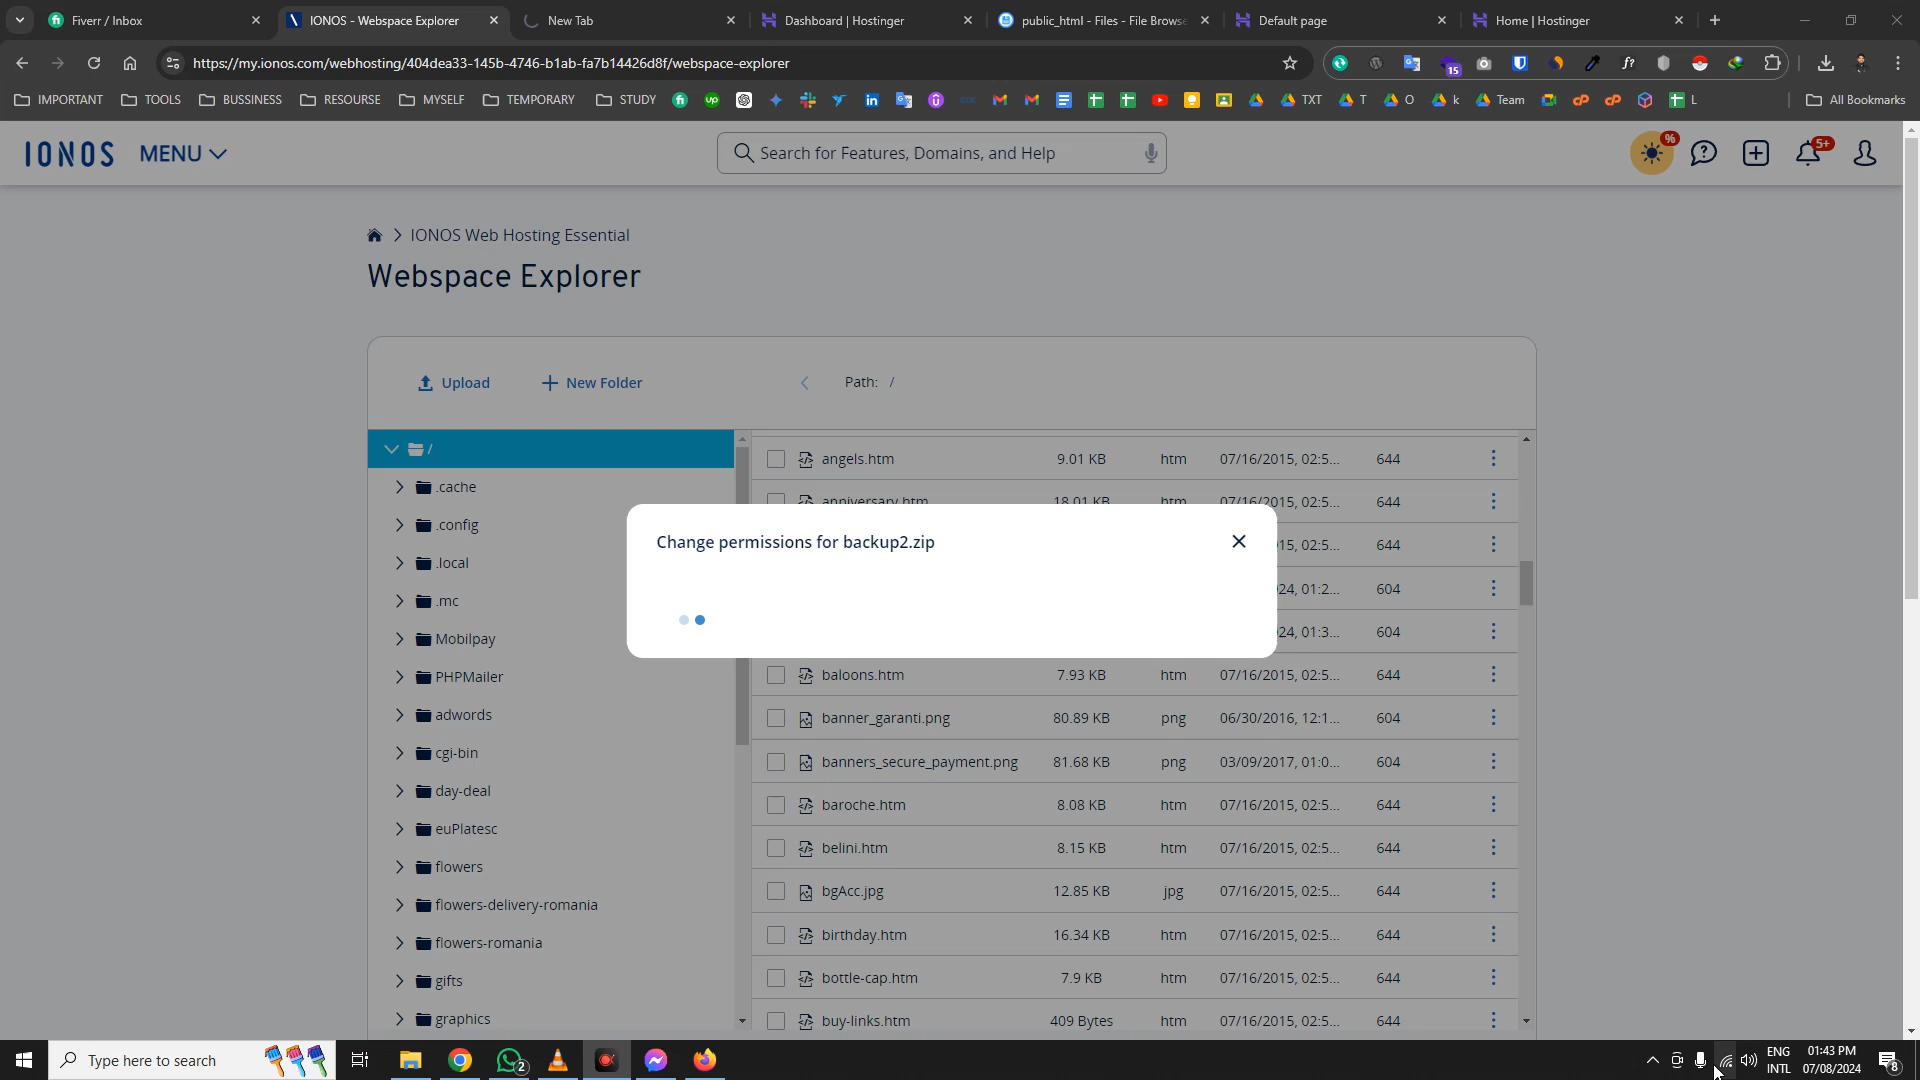 Fiverr / Inbox
IONOS - Webspace Explorer
New Tab
Dashboard | Hostinger
public_html - Files - File Browse
Default page
Home | Hostinger
https://my.ionos.com/webhosting/404dea33-145b-4746-b1ab-fa7b14426d8f/webspace-explorer
15
IMPORTANT
TOOLS
BUSSINESS
RESOURSE
MYSELF
TEMPORARY
STUDY
TXT
T
O
k
Team
L
All Bookmarks
IONOS
MENU
Search for Features, Domains, and Help
%
5+
IONOS Web Hosting Essential
Webspace Explorer
Upload
New Folder
Path: /
/
.cache
.config
.local
.mc
Mobilpay
PHPMailer
adwords
cgi-bin
day-deal
euPlatesc
flowers
flowers-delivery-romania
flowers-romania
gifts
graphics
angels.htm 9.01 KB htm 07/16/2015, 02:5... 644
anniversary.htm 18.01 KB htm 07/16/2015, 02:5... 644
15, 02:5... 644
24, 01:2... 604
24, 01:3... 604
baloons.htm 7.93 KB htm 07/16/2015, 02:5... 644
banner_garanti.png 80.89 KB png 06/30/2016, 12:1... 604
banners_secure_payment.png 81.68 KB png 03/09/2017, 01:0... 604
baroche.htm 8.08 KB htm 07/16/2015, 02:5... 644
belini.htm 8.15 KB htm 07/16/2015, 02:5... 644
bgAcc.jpg 12.85 KB jpg 07/16/2015, 02:5... 644
birthday.htm 16.34 KB htm 07/16/2015, 02:5... 644
bottle-cap.htm 7.9 KB htm 07/16/2015, 02:5... 644
buy-links.htm 409 Bytes htm 07/16/2015, 02:5... 644
Change permissions for backup2.zip
Type here to search
2
ENG
INTL
01:43 PM
07/08/2024
8